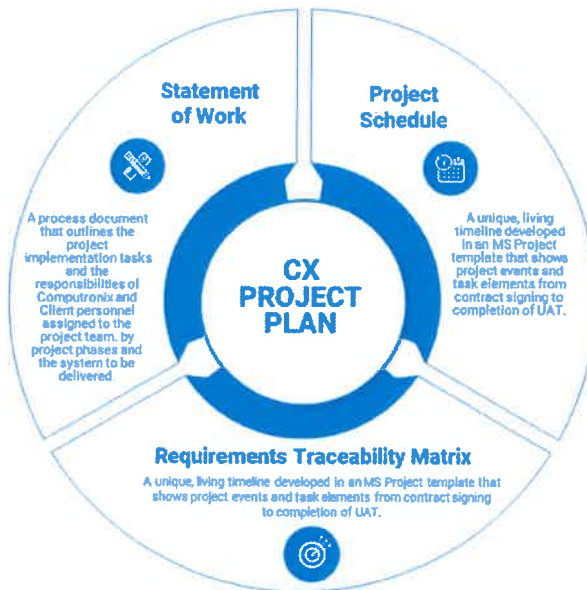 Statement
of Work
A process document
that outlines the
project
implementation tasks
and the
responsibilities of
Computronix and
Client personnel
assigned to the
project team, by
project phases and
the system to be
delivered.
Project
Schedule
A unique, living
timeline developed
in an MS Project
template that shows
project events and
task elements from
contract signing to
completion of UAT.
CX
PROJECT
PLAN
Requirements Traceability Matrix
A unique, living timeline developed in an MS Project template that
shows project events and task elements from contract signing
to completion of UAT.